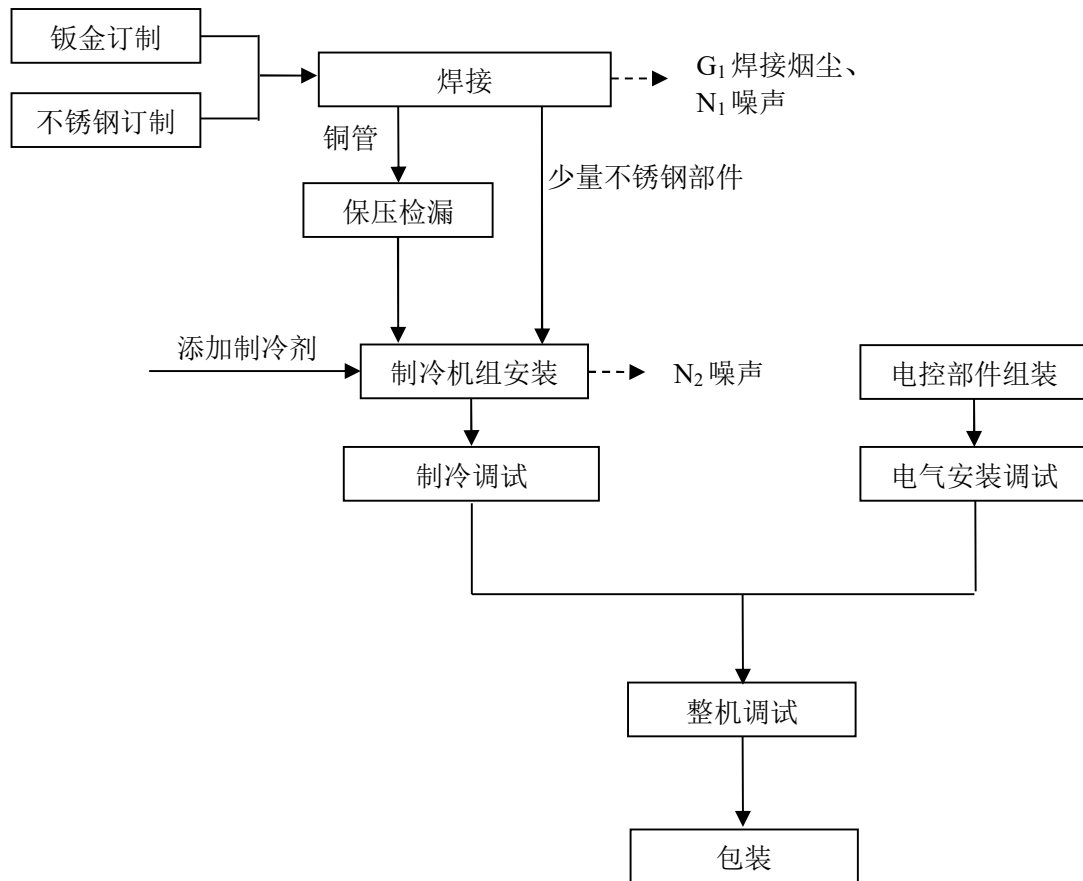 钣金订制
焊接
G₁焊接烟尘、
N₁噪声
不锈钢订制
铜管
少量不锈钢部件
保压检漏
添加制冷剂
制冷机组安装
N₂噪声
电控部件组装
制冷调试
电气安装调试
整机调试
包装